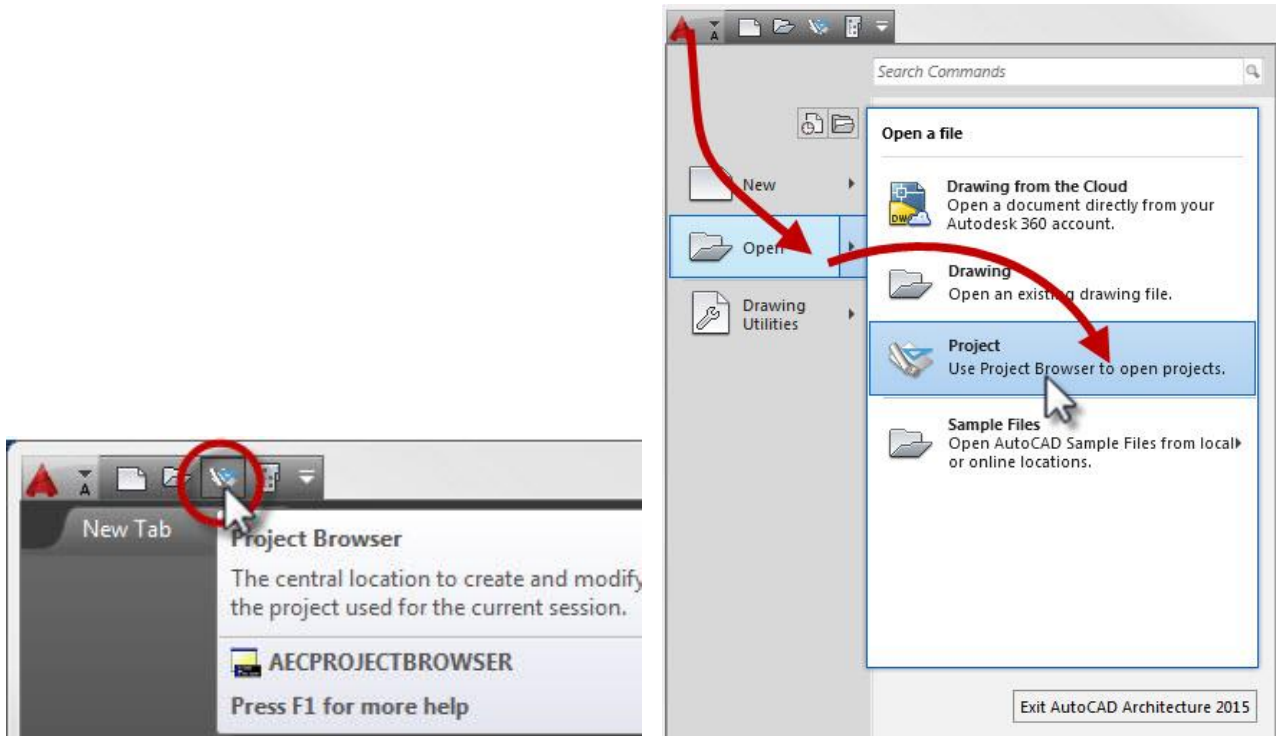 A
New Tab
Project Browser
The central location to create and modify
the project used for the current session.
AECPROJECTBROWSER
Press F1 for more help
A
Search Commands
Open a file
New
Drawing from the Cloud
Open a document directly from your
Autodesk 360 account.
DW
Open
Drawing
Open an existing drawing file.
Drawing
Utilities
Project
Use Project Browser to open projects.
Sample Files
Open AutoCAD Sample Files from local
or online locations.
Exit AutoCAD Architecture 2015